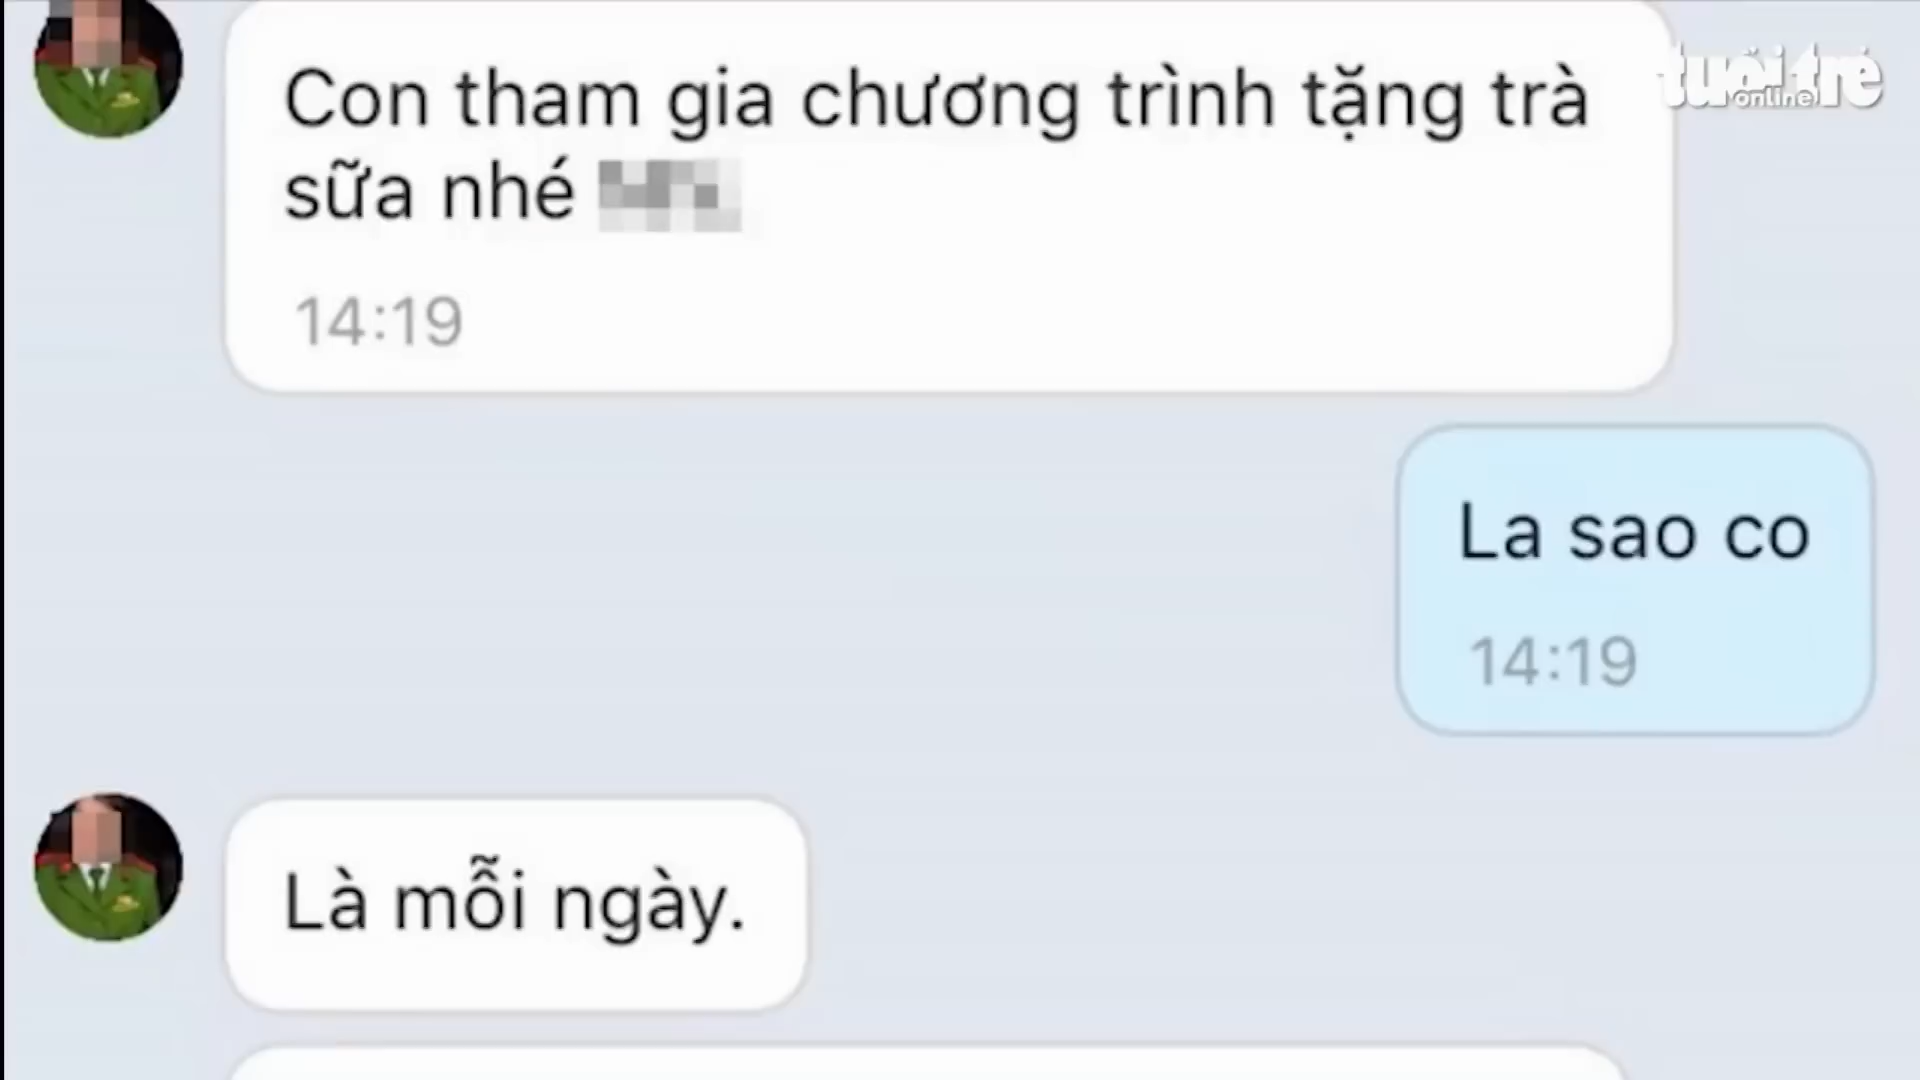 tuổi trẻ
online
Con tham gia chương trình tặng trà
sữa nhé
14:19
La sao co
14:19
Là mỗi ngày.